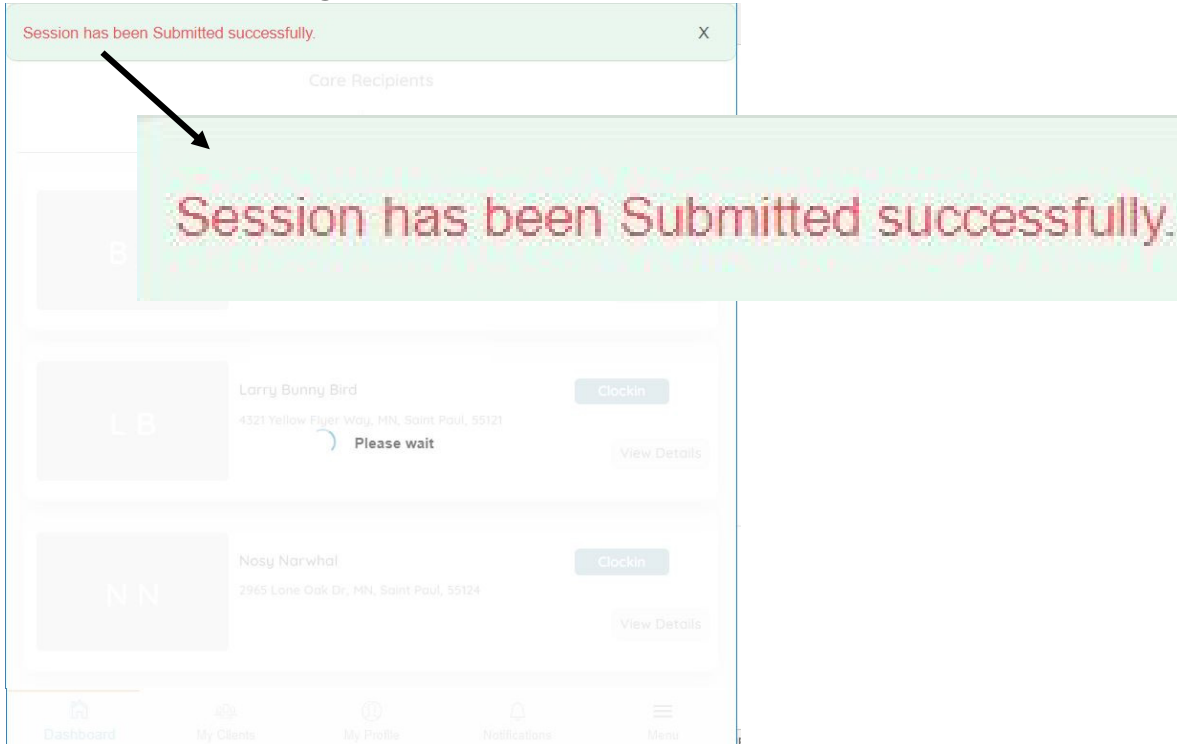 Session has been Submitted successfully. X
Care Recipients
Session has been Submitted successfully.
B
Larry Bunny Bird Clockin
L B
4321 Yellow Flyer Way, MN, Saint Paul, 55121
Please wait
View Details
Nosy Narwhal Clockin
N N
2965 Lone Oak Dr, MN, Saint Paul, 55124
View Details
Dashboard My Clients My Profile Notifications Menu